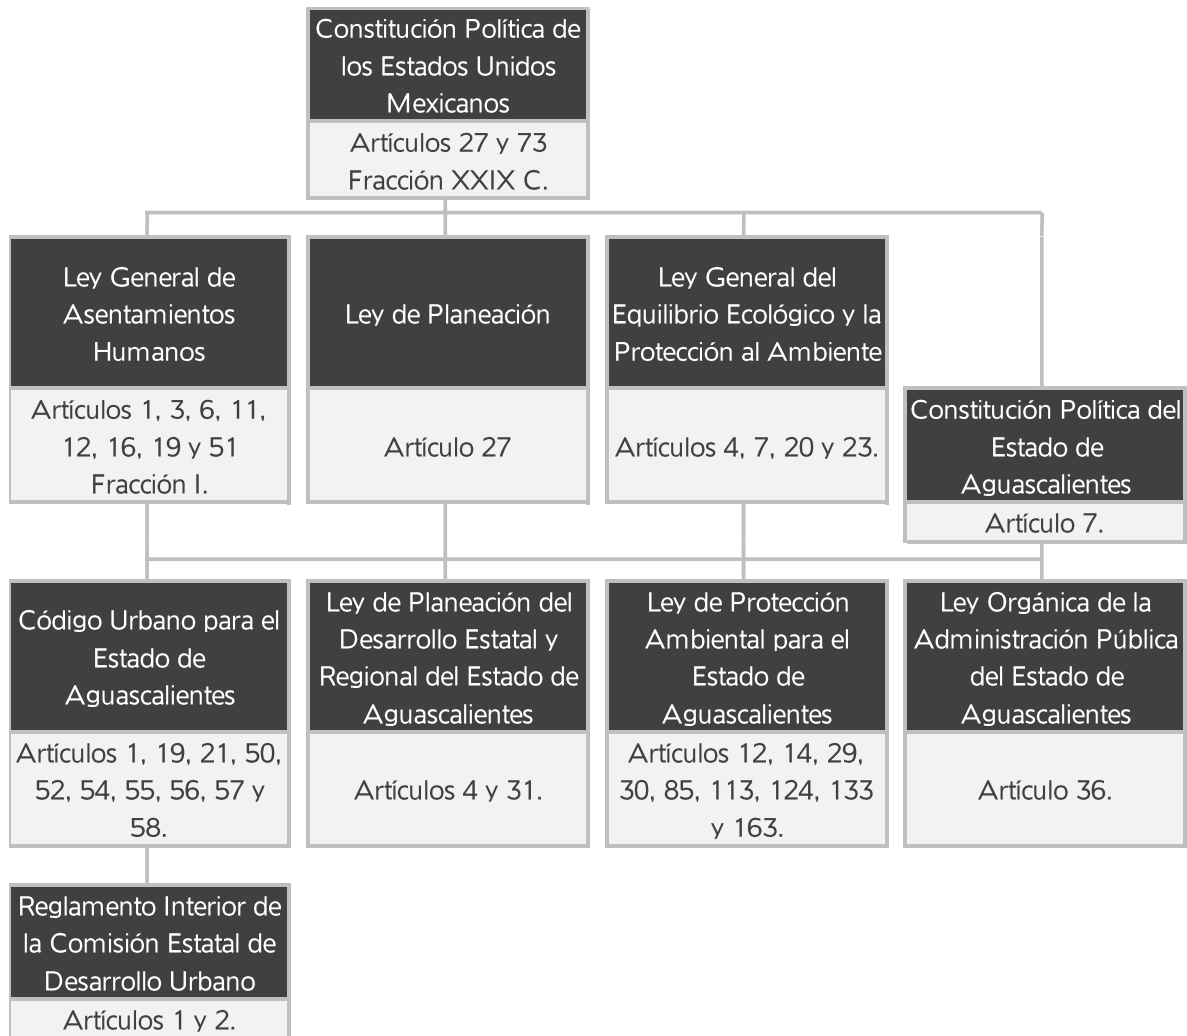 Constitución Política de
los Estados Unidos
Mexicanos
Artículos 27 y 73
Fracción XXIX C.
Ley General de
Asentamientos
Humanos
Artículos 1, 3, 6, 11,
12, 16, 19 y 51
Fracción I.
Ley de Planeación
Artículo 27
Ley General del
Equilibrio Ecológico y la
Protección al Ambiente
Artículos 4, 7, 20 y 23.
Constitución Política del
Estado de
Aguascalientes
Artículo 7.
Código Urbano para el
Estado de
Aguascalientes
Artículos 1, 19, 21, 50,
52, 54, 55, 56, 57 y
58.
Ley de Planeación del
Desarrollo Estatal y
Regional del Estado de
Aguascalientes
Artículos 4 y 31.
Ley de Protección
Ambiental para el
Estado de
Aguascalientes
Artículos 12, 14, 29,
30, 85, 113, 124, 133
y 163.
Ley Orgánica de la
Administración Pública
del Estado de
Aguascalientes
Artículo 36.
Reglamento Interior de
la Comisión Estatal de
Desarrollo Urbano
Artículos 1 y 2.